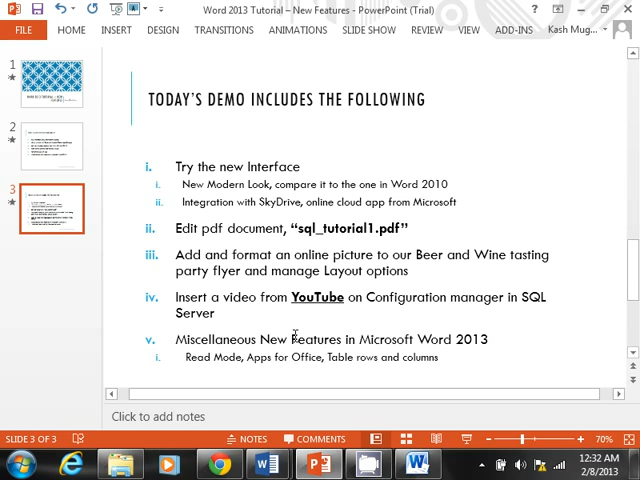 Word 2013 Tutorial – New Features - PowerPoint (Trial)
FILE HOME INSERT DESIGN TRANSITIONS ANIMATIONS SLIDE SHOW REVIEW VIEW ADD-INS Kash Mug...
1
2
3
TODAY'S DEMO INCLUDES THE FOLLOWING
i. Try the new Interface
i. New Modern Look, compare it to the one in Word 2010
ii. Integration with SkyDrive, online cloud app from Microsoft
ii. Edit pdf document, “sql_tutorial1.pdf”
iii. Add and format an online picture to our Beer and Wine tasting
party flyer and manage Layout options
iv. Insert a video from YouTube on Configuration manager in SQL
Server
v. Miscellaneous New Features in Microsoft Word 2013
i. Read Mode, Apps for Office, Table rows and columns
Click to add notes
SLIDE 3 OF 3 NOTES COMMENTS 70%
12:32 AM
2/8/2013